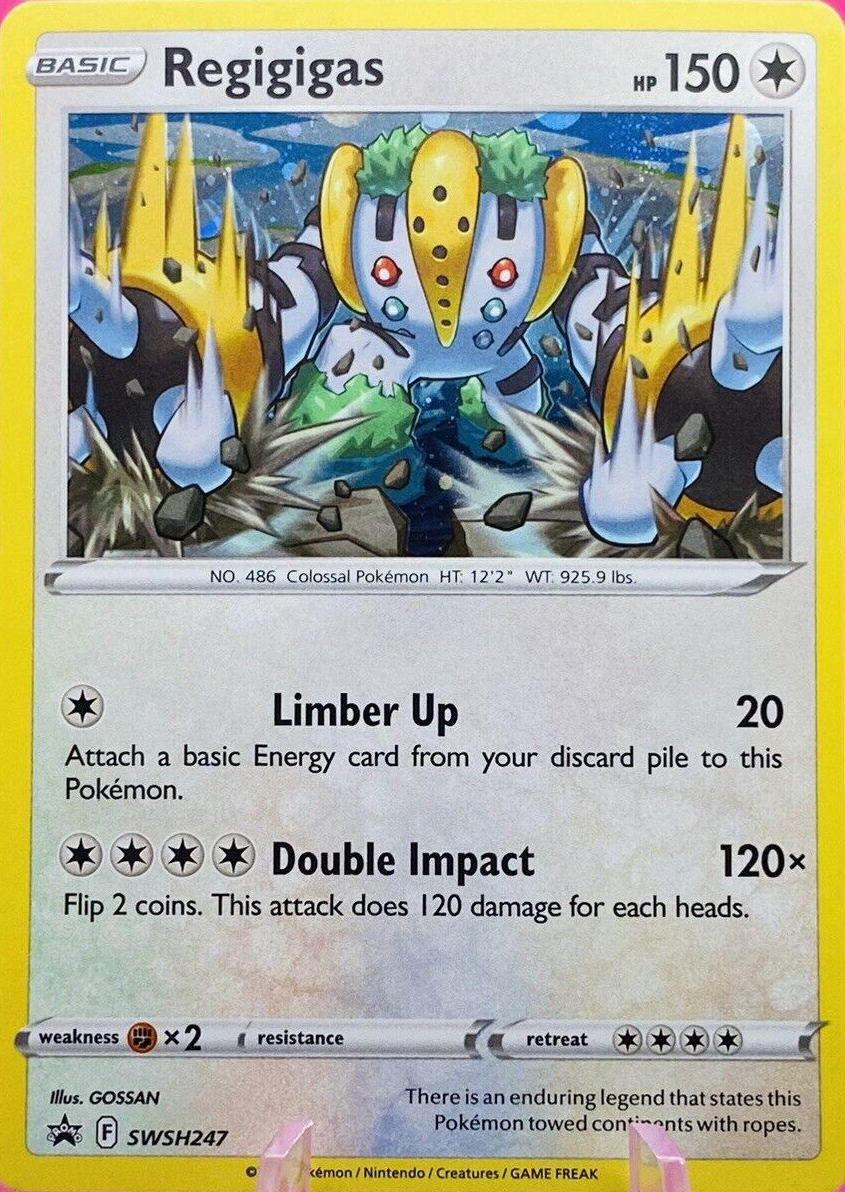 BASIC Regigigas HP 150
NO. 486 Colossal Pokémon HT: 12'2" WT: 925.9 lbs.
Limber Up 20
Attach a basic Energy card from your discard pile to this
Pokémon.
Double Impact 120×
Flip 2 coins. This attack does 120 damage for each heads.
weakness ×2 resistance retreat
Illus. GOSSAN
There is an enduring legend that states this
Pokémon towed continents with ropes.
PROMO F SWSH247
/ Nintendo / Creatures / GAME FREAK